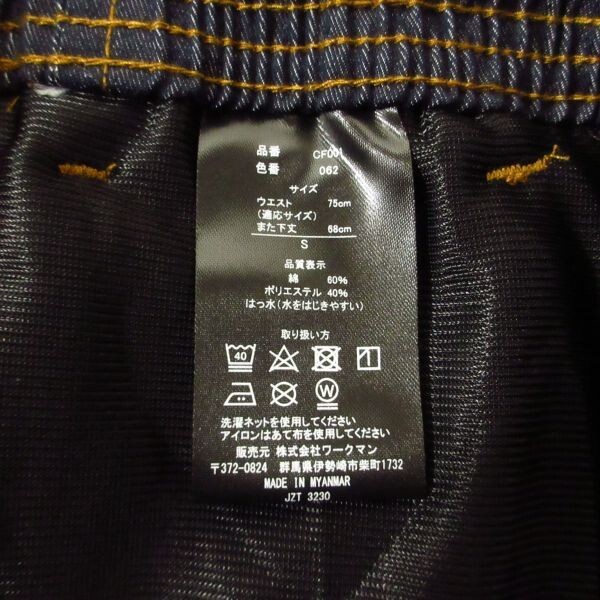 品番 CF001
色番 062
サイズ
ウエスト 75cm
(適応サイズ)
また下丈 68cm
S
品質表示
綿 60%
ポリエステル 40%
はっ水(水をはじきやすい)
取り扱い方
40
W
洗濯ネットを使用してください
アイロンはあて布を使用してください
販売元 株式会社ワークマン
〒372-0824 群馬県伊勢崎市柴町1732
MADE IN MYANMAR
JZT 3230